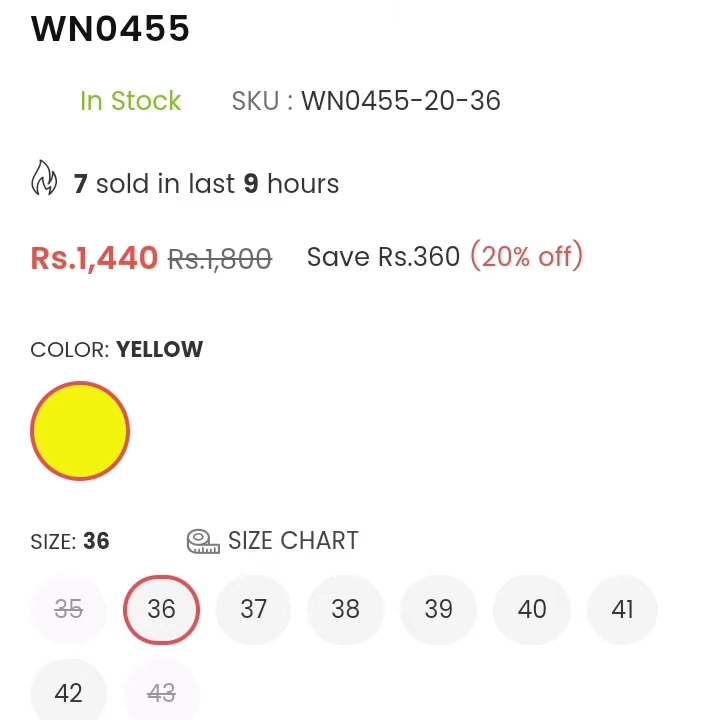 WN0455
In Stock SKU : WN0455-20-36
7 sold in last 9 hours
Rs.1,440 Rs.1,800 Save Rs.360 (20% off)
COLOR: YELLOW
SIZE: 36 SIZE CHART
35 36 37 38 39 40 41
42 43